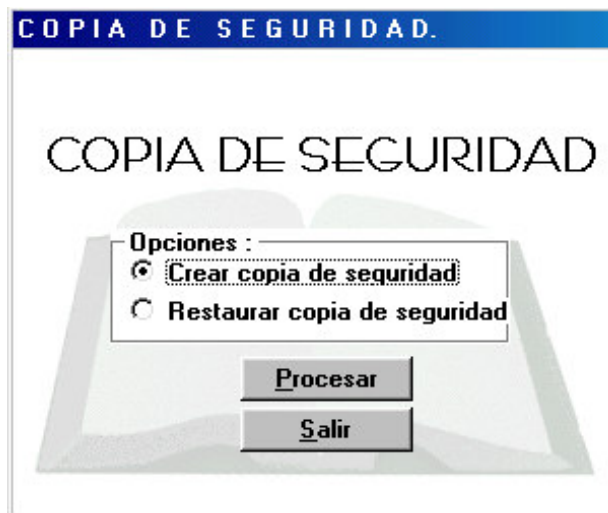 COPIA DE SEGURIDAD.
COPIA DE SEGURIDAD
Opciones :
Crear copia de seguridad
Restaurar copia de seguridad
Procesar
Salir